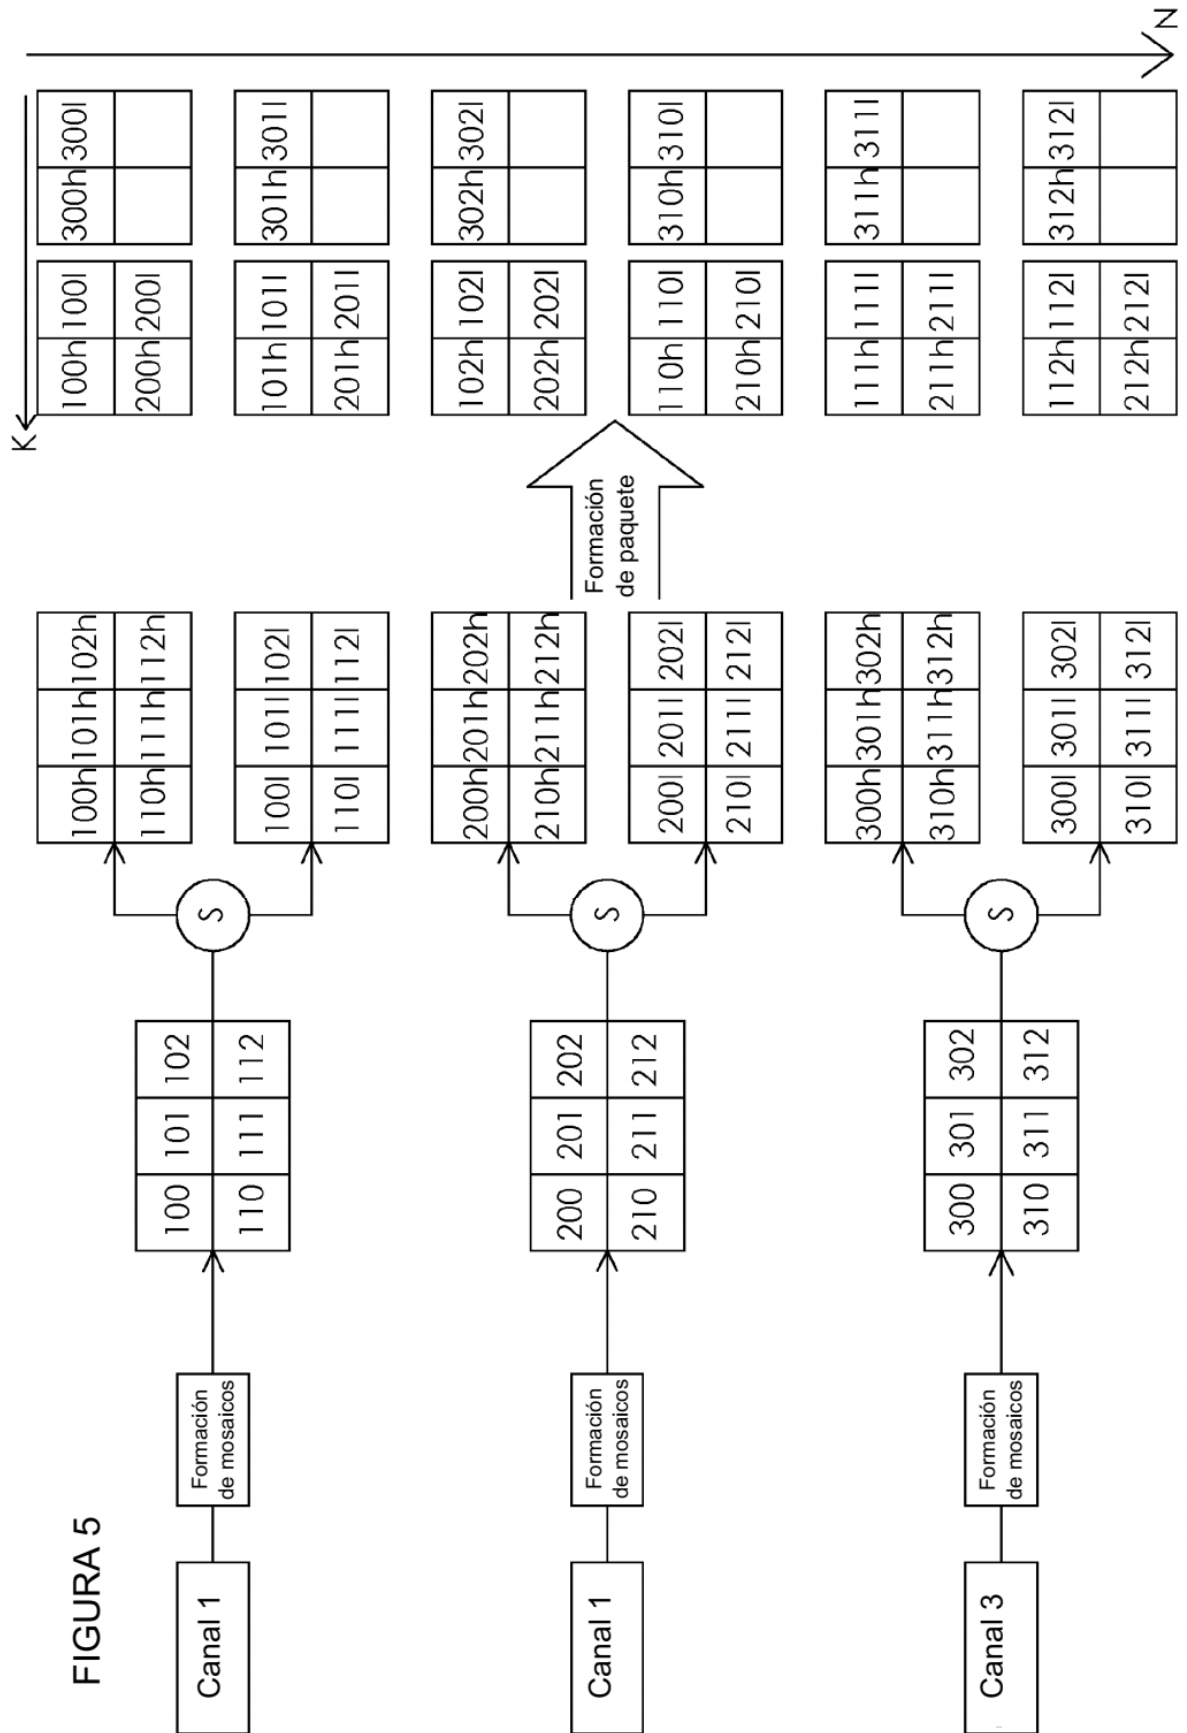 FIGURA 5
Canal 1
Formación
de mosaicos
100 101 102
110 111 112
S
100h 101h 102h
110h 111h 112h
100l 101l 102l
110l 111l 112l
Canal 1
Formación
de mosaicos
200 201 202
210 211 212
S
200h 201h 202h
210h 211h 212h
200l 201l 202l
210l 211l 212l
Canal 3
Formación
de mosaicos
300 301 302
310 311 312
S
300h 301h 302h
310h 311h 312h
300l 301l 302l
310l 311l 312l
Formación
de paquete
K
100h 100l 300h 300l
200h 200l
101h 101l 301h 301l
201h 201l
102h 102l 302h 302l
202h 202l
110h 110l 310h 310l
210h 210l
111h 111l 311h 311l
211h 211l
112h 112l 312h 312l
212h 212l
N